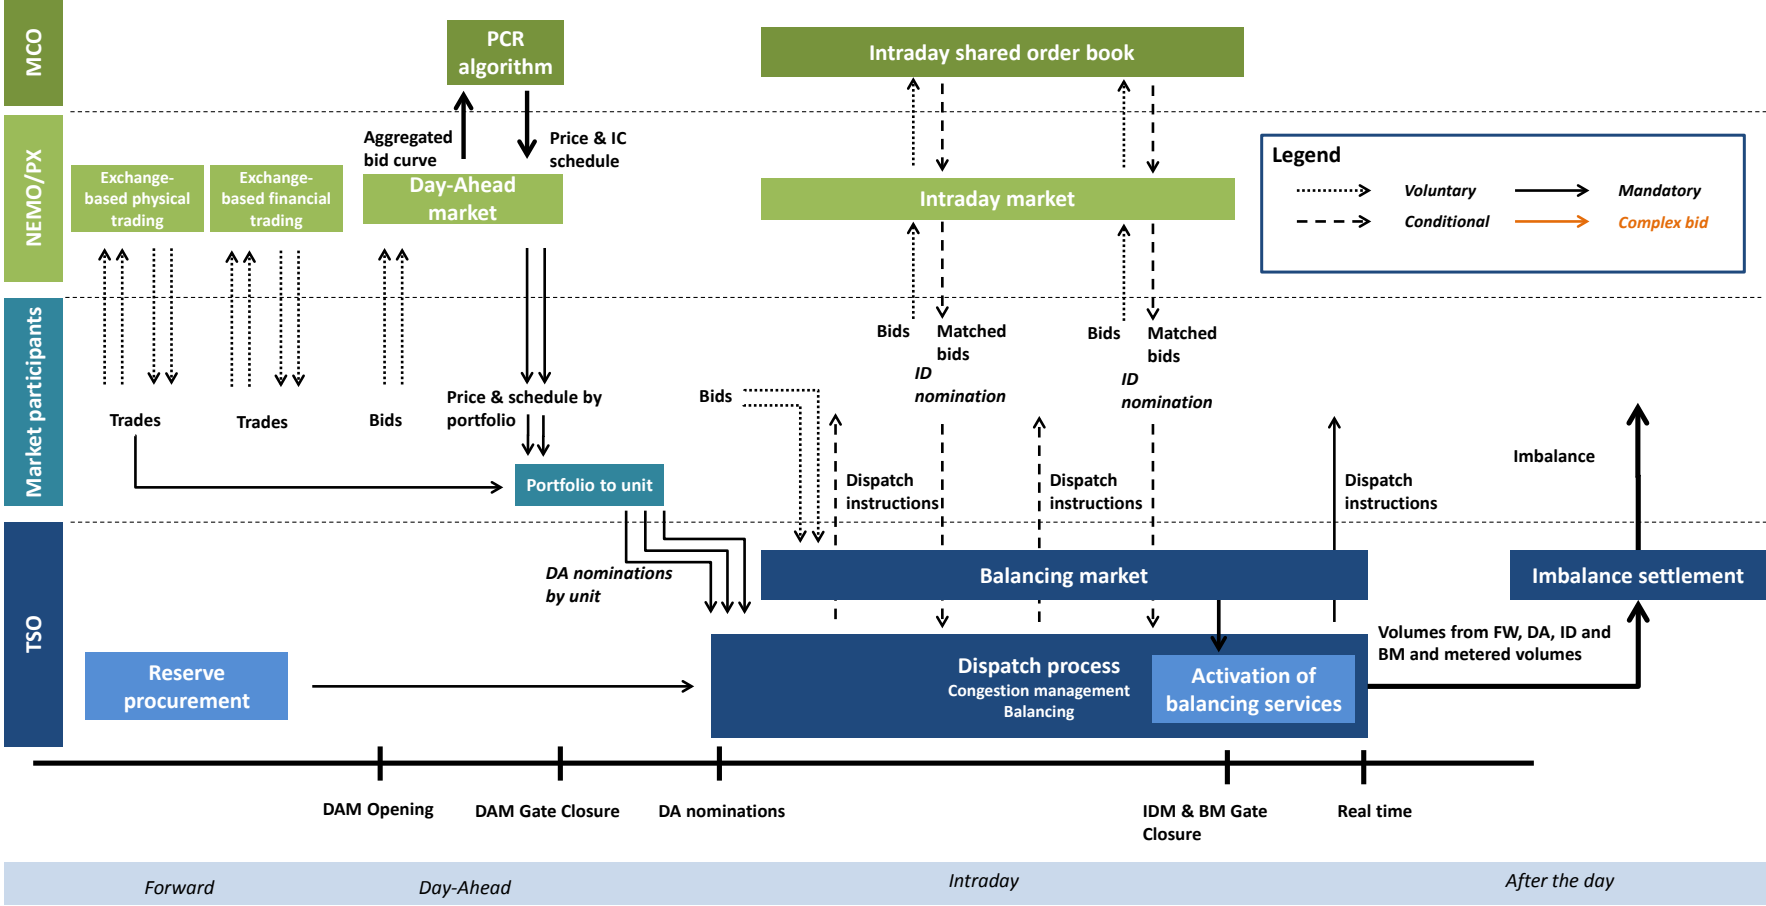 MCO
PCR
algorithm
Intraday shared order book
NEMO/PX
Aggregated
bid curve
Price & IC
schedule
Exchange-
based physical
trading
Exchange-
based financial
trading
Day-Ahead
market
Intraday market
Legend
Voluntary
Mandatory
Conditional
Complex bid
Market participants
Trades
Trades
Bids
Price & schedule by
portfolio
Bids
Bids
Matched
bids
ID
nomination
Bids
Matched
bids
ID
nomination
Portfolio to unit
Dispatch
instructions
Dispatch
instructions
Dispatch
instructions
Imbalance
TSO
DA nominations
by unit
Balancing market
Imbalance settlement
Reserve
procurement
Dispatch process
Congestion management
Balancing
Activation of
balancing services
Volumes from FW, DA, ID and
BM and metered volumes
DAM Opening
DAM Gate Closure
DA nominations
IDM & BM Gate
Closure
Real time
Forward
Day-Ahead
Intraday
After the day